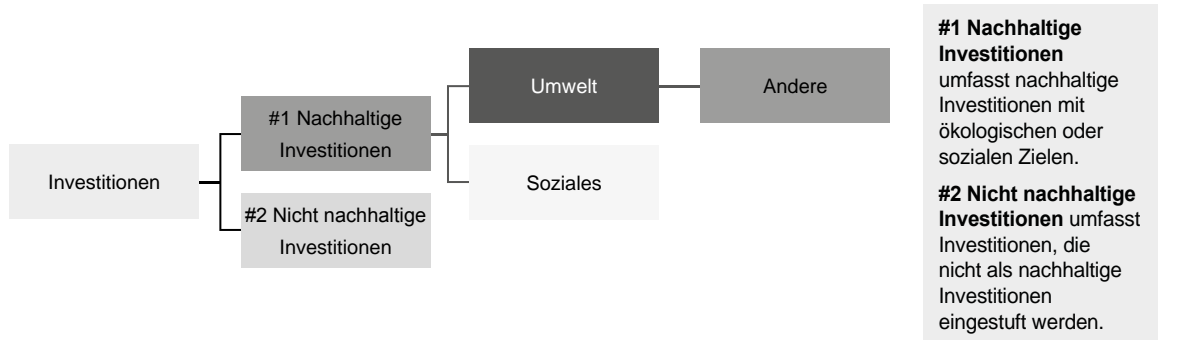 Investitionen
#1 Nachhaltige
Investitionen
#2 Nicht nachhaltige
Investitionen
Umwelt
Soziales
Andere
#1 Nachhaltige
Investitionen
umfasst nachhaltige
Investitionen mit
ökologischen oder
sozialen Zielen.
#2 Nicht nachhaltige
Investitionen umfasst
Investitionen, die
nicht als nachhaltige
Investitionen
eingestuft werden.